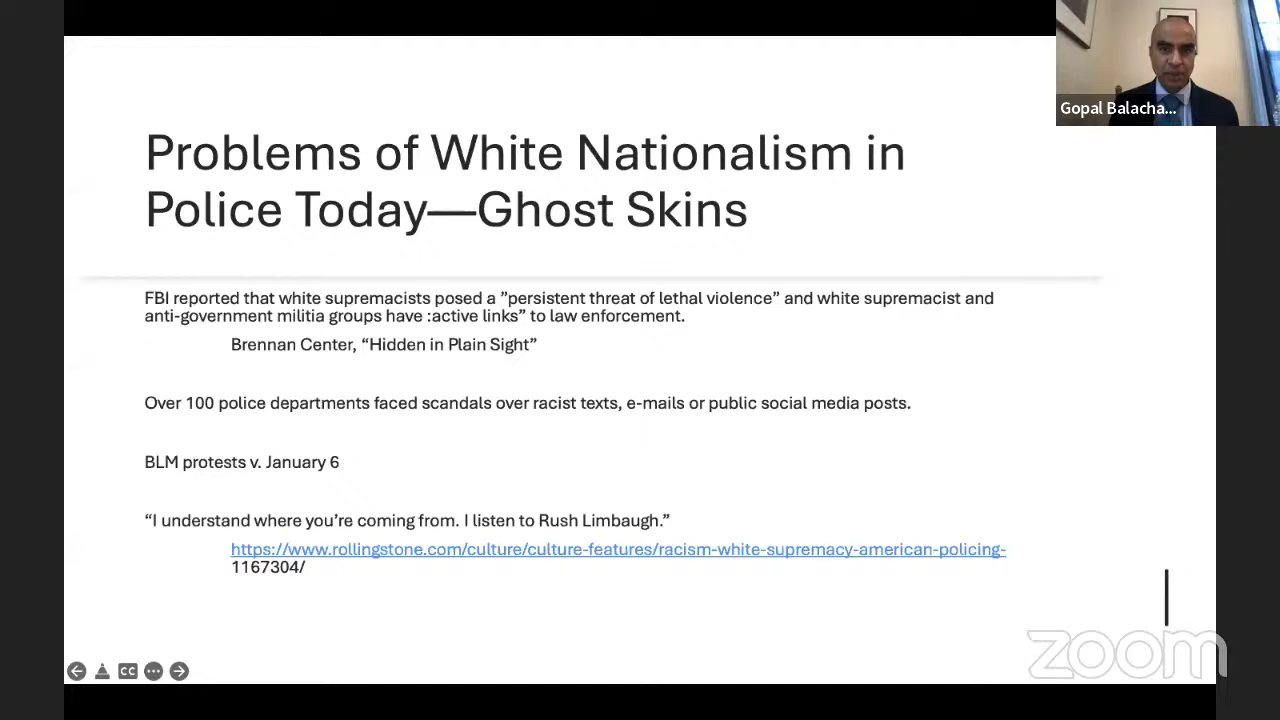 Gopal Balacha...
Problems of White Nationalism in
Police Today—Ghost Skins
FBI reported that white supremacists posed a ”persistent threat of lethal violence” and white supremacist and
anti-government militia groups have :active links” to law enforcement.
Brennan Center, “Hidden in Plain Sight”
Over 100 police departments faced scandals over racist texts, e-mails or public social media posts.
BLM protests v. January 6
“I understand where you’re coming from. I listen to Rush Limbaugh.”
https://www.rollingstone.com/culture/culture-features/racism-white-supremacy-american-policing-
1167304/
CC
zoom